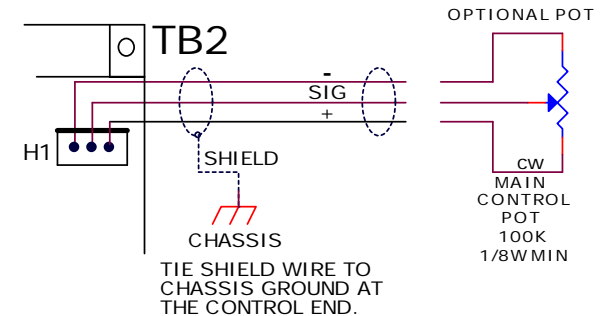 OPTIONAL POT
TB2
-
SIG
+
H1
SHIELD
CW
MAIN
CONTROL
POT
100K
1/8W MIN
CHASSIS
TIE SHIELD WIRE TO
CHASSIS GROUND AT
THE CONTROL END.